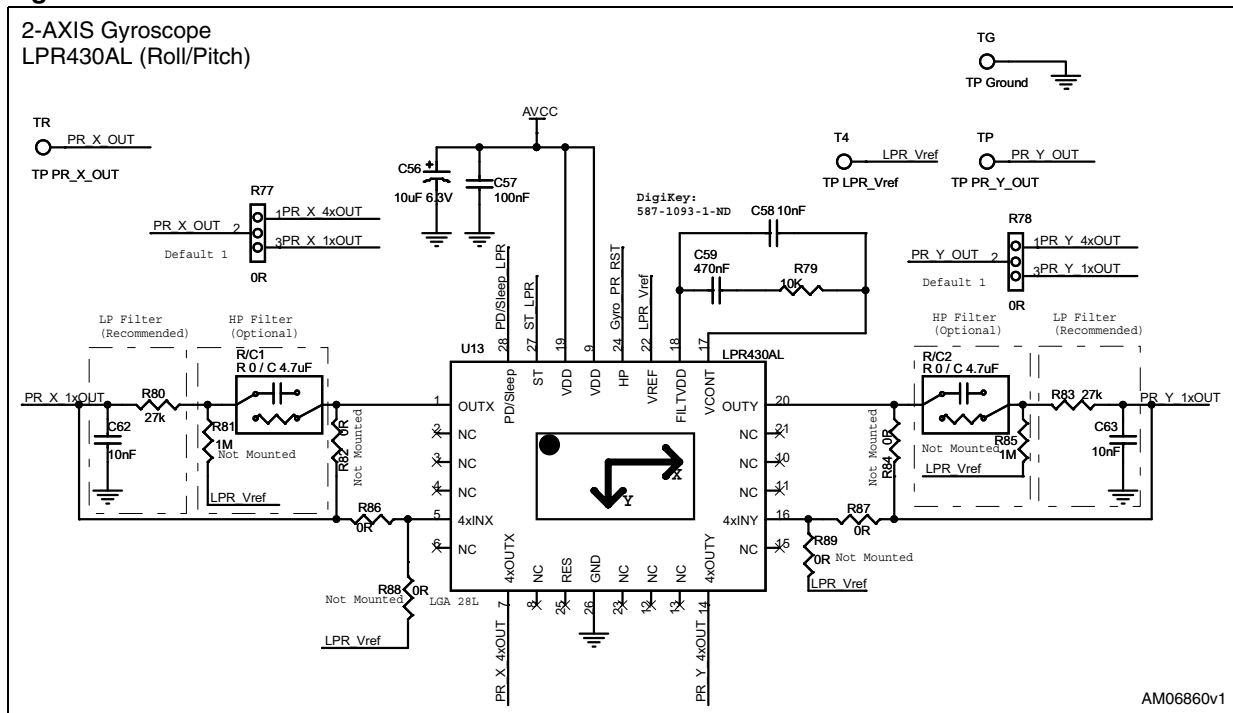 2-AXIS Gyroscope
LPR430AL (Roll/Pitch)
TG
TP Ground
AVCC
TR
PR_X_OUT
TP PR_X_OUT
T4
LPR_Vref
TP LPR_Vref
TP
PR_Y_OUT
TP PR_Y_OUT
C56
+
10uF 6.3V
C57
100nF
DigiKey:
587-1093-1-ND
C58 10nF
C59
470nF
R79
10K
R77
PR_X_OUT
2
1
PR_X_4xOUT
3
PR_X_1xOUT
Default 1
0R
R78
PR_Y_OUT
2
1
PR_Y_4xOUT
3
PR_Y_1xOUT
Default 1
0R
PD/Sleep_LPR
ST_LPR
Gyro_PR_RST
LPR_Vref
28
27
19
9
24
22
18
17
LP Filter
(Recommended)
HP Filter
(Optional)
R/C1
R 0 / C 4.7uF
HP Filter
(Optional)
LP Filter
(Recommended)
R/C2
R 0 / C 4.7uF
U13
LPR430AL
PD/Sleep
ST
VDD
VDD
HP
VREF
FILTVDD
VCONT
PR_X_1xOUT
R80
27k
C62
10nF
R81
1M
Not Mounted
0R
R82
Not Mounted
LPR_Vref
R86
0R
R88
0R
Not Mounted
LPR_Vref
1
OUTX
2
NC
3
NC
4
NC
5
4xINX
6
NC
X
Y
OUTY
20
NC
21
NC
10
NC
11
4xINY
16
NC
15
R83 27k
PR_Y_1xOUT
C63
10nF
R85
1M
Not Mounted
R84
0R
Not Mounted
LPR_Vref
R87
0R
R89
0R
Not Mounted
LPR_Vref
4xOUTX
NC
RES
GND
NC
NC
NC
4xOUTY
LGA 28L
7
8
25
26
23
12
13
14
PR_X_4xOUT
PR_Y_4xOUT
AM06860v1